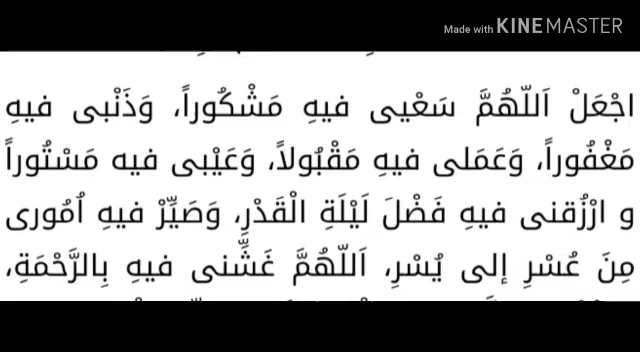 Made with KINEMASTER
اجْعَلْ اَللّهُمَّ سَعْيى فيهِ مَشْكُوراً، وَذَنْبى فيهِ
مَغْفُوراً، وَعَمَلى فيهِ مَقْبُولاً، وَعَيْبى فيه مَسْتُوراً
و ارْزُقنى فيهِ فَضْلَ لَيْلَةِ الْقَدْرِ، وَصَيِّرْ فيهِ اُمُورى
مِنَ عُسْرِ إلى يُسْرِ، اَللّهُمَّ غَشِّنى فيهِ بِالرَّحْمَةِ،